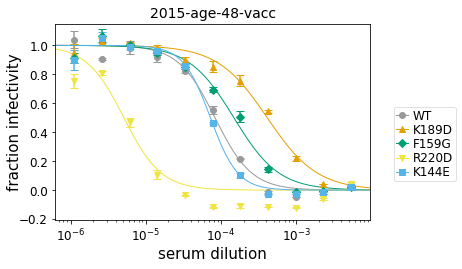 2015-age-48-vacc
fraction infectivity
1.0
0.8
0.6
0.4
0.2
0.0
−0.2
10⁻⁶
10⁻⁵
10⁻⁴
10⁻³
serum dilution
WT
K189D
F159G
R220D
K144E